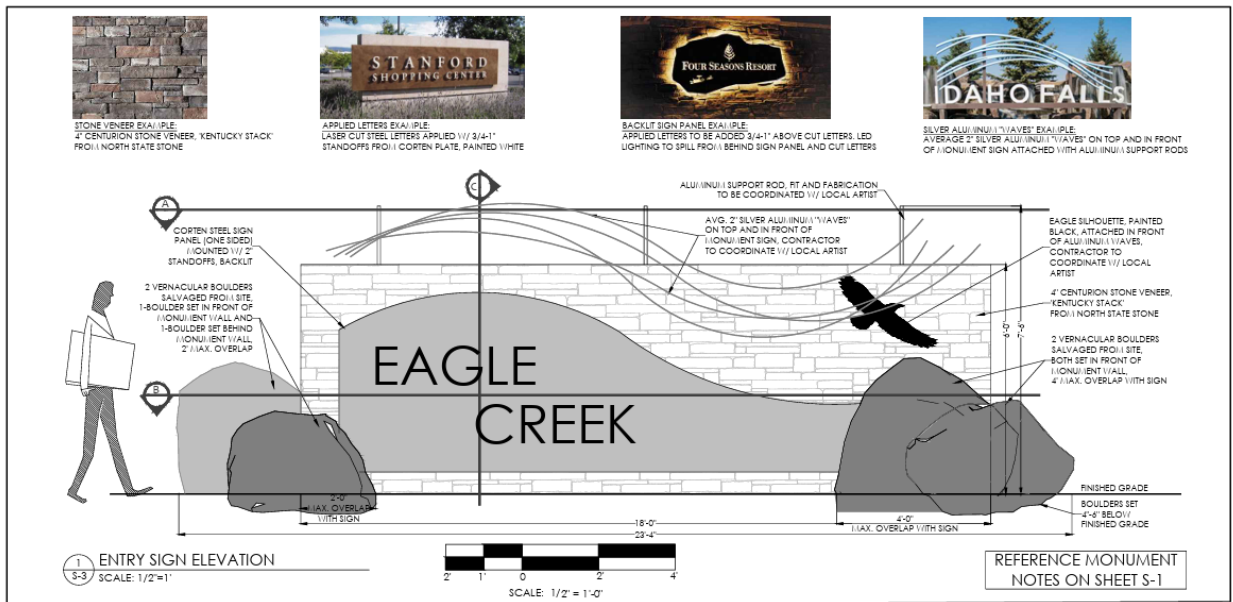 STANFORD
SHOPPING CENTER
FOUR SEASONS RESORT
IDAHO FALLS
STONE VENEER EXAMPLE:
4" CENTURION STONE VENEER, 'KENTUCKY STACK'
FROM NORTH STATE STONE
APPLIED LETTERS EXAMPLE:
LASER CUT STEEL LETTERS APPLIED W/ 3/4-1"
STANDOFFS FROM CORTEN PLATE, PAINTED WHITE
BACKLIT SIGN PANEL EXAMPLE:
APPLIED LETTERS TO BE ADDED 3/4-1" ABOVE CUT LETTERS. LED
LIGHTING TO SPILL FROM BEHIND SIGN PANEL AND CUT LETTERS
SILVER ALUMINUM "WAVES" EXAMPLE:
AVERAGE 2" SILVER ALUMINUM "WAVES" ON TOP AND IN FRONT
OF MONUMENT SIGN ATTACHED WITH ALUMINUM SUPPORT RODS
A
C
B
CORTEN STEEL SIGN
PANEL (ONE SIDED)
MOUNTED W/ 2"
STANDOFFS, BACKLIT
2 VERNACULAR BOULDERS
SALVAGED FROM SITE,
1-BOULDER SET IN FRONT OF
MONUMENT WALL AND
1-BOULDER SET BEHIND
MONUMENT WALL,
2' MAX. OVERLAP
ALUMINUM SUPPORT ROD, FIT AND FABRICATION
TO BE COORDINATED W/ LOCAL ARTIST
AVG. 2" SILVER ALUMINUM "WAVES"
ON TOP AND IN FRONT OF
MONUMENT SIGN, CONTRACTOR
TO COORDINATE W/ LOCAL ARTIST
EAGLE SILHOUETTE, PAINTED
BLACK, ATTACHED IN FRONT
OF ALUMINUM WAVES,
CONTRACTOR TO
COORDINATE W/ LOCAL
ARTIST
4" CENTURION STONE VENEER,
'KENTUCKY STACK'
FROM NORTH STATE STONE
2 VERNACULAR BOULDERS
SALVAGED FROM SITE,
BOTH SET IN FRONT OF
MONUMENT WALL,
4' MAX. OVERLAP WITH SIGN
6'-0"
7'-6"
EAGLE
CREEK
FINISHED GRADE
BOULDERS SET
4"-6" BELOW
FINISHED GRADE
2'-0"
MAX. OVERLAP
WITH SIGN
4'-0"
MAX. OVERLAP WITH SIGN
18'-0"
23'-4"
1
S-3
ENTRY SIGN ELEVATION
SCALE: 1/2"=1'
2' 1' 0 2' 4'
SCALE: 1/2" = 1'-0"
REFERENCE MONUMENT
NOTES ON SHEET S-1